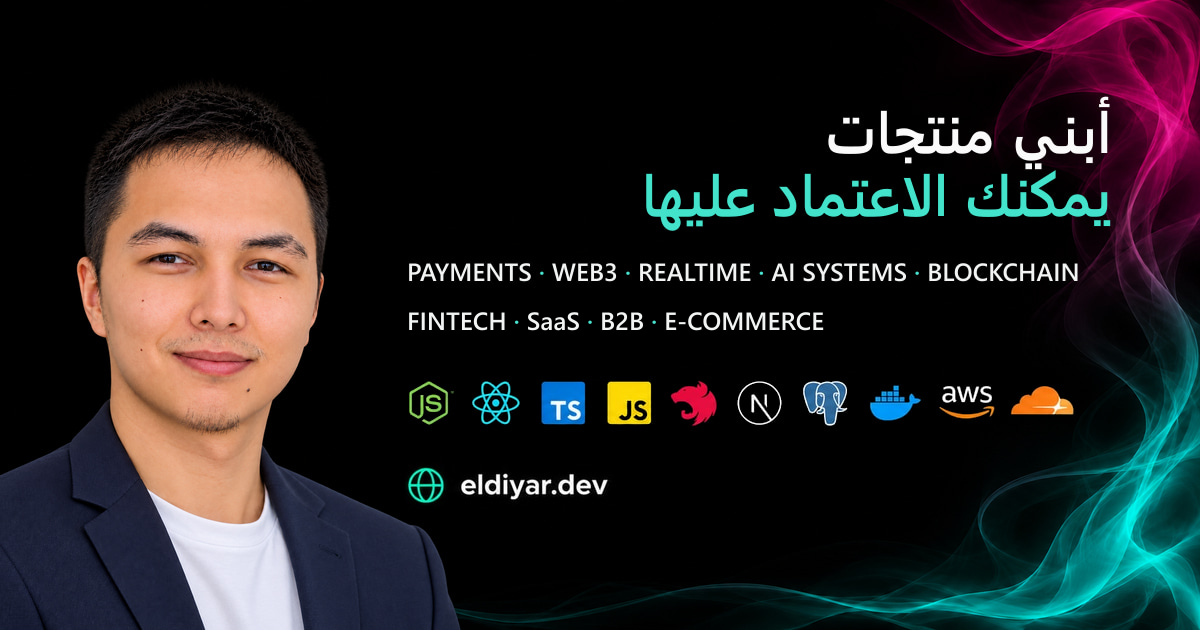 أبني منتجات
يمكنك الاعتماد عليها
PAYMENTS · WEB3 · REALTIME · AI SYSTEMS · BLOCKCHAIN
FINTECH · SaaS · B2B · E-COMMERCE
JS TS JS N aws
eldiyar.dev